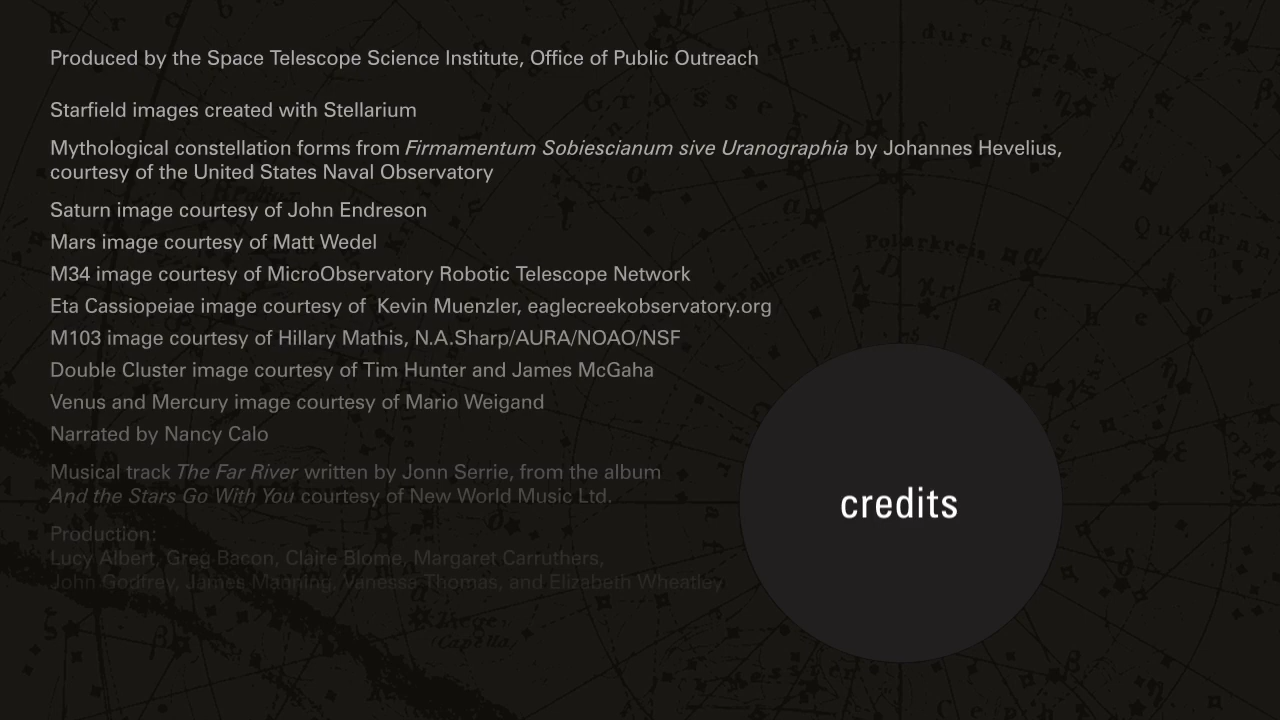 Produced by the Space Telescope Science Institute, Office of Public Outreach
Starfield images created with Stellarium
Mythological constellation forms from Firmamentum Sobiescianum sive Uranographia by Johannes Hevelius,
courtesy of the United States Naval Observatory
Saturn image courtesy of John Endreson
Mars image courtesy of Matt Wedel
M34 image courtesy of MicroObservatory Robotic Telescope Network
Eta Cassiopeiae image courtesy of Kevin Muenzler, eaglecreekobservatory.org
M103 image courtesy of Hillary Mathis, N.A.Sharp/AURA/NOAO/NSF
Double Cluster image courtesy of Tim Hunter and James McGaha
Venus and Mercury image courtesy of Mario Weigand
Narrated by Nancy Calo
Musical track The Far River written by Jonn Serrie, from the album
And the Stars Go With You courtesy of New World Music Ltd.
Production:
Lucy Albert, Greg Bacon, Claire Blome, Margaret Carruthers,
John Godfrey, James Manning, Vanessa Thomas, and Elizabeth Wheatley
credits
Grosse
durchgehe
Polarkreis
Drache
Ziege
(Capella)